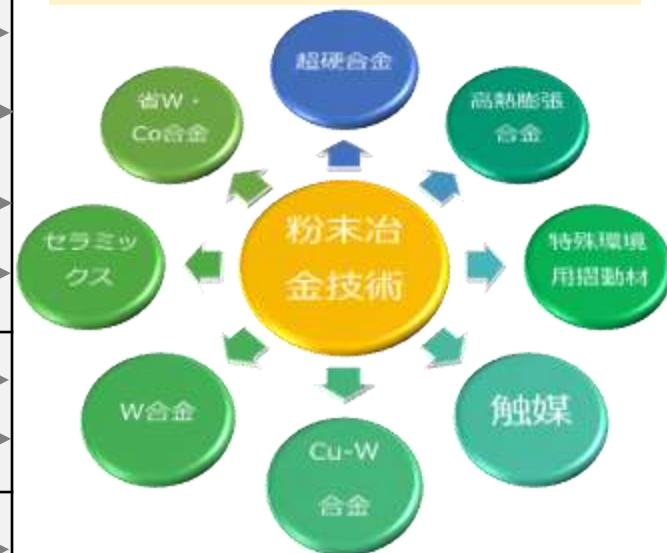 超硬合金
高熱膨張
合金
特殊環境
用摺動材
触媒
Cu-W
合金
W合金
セラミッ
クス
省W・
Co合金
粉末冶
金技術